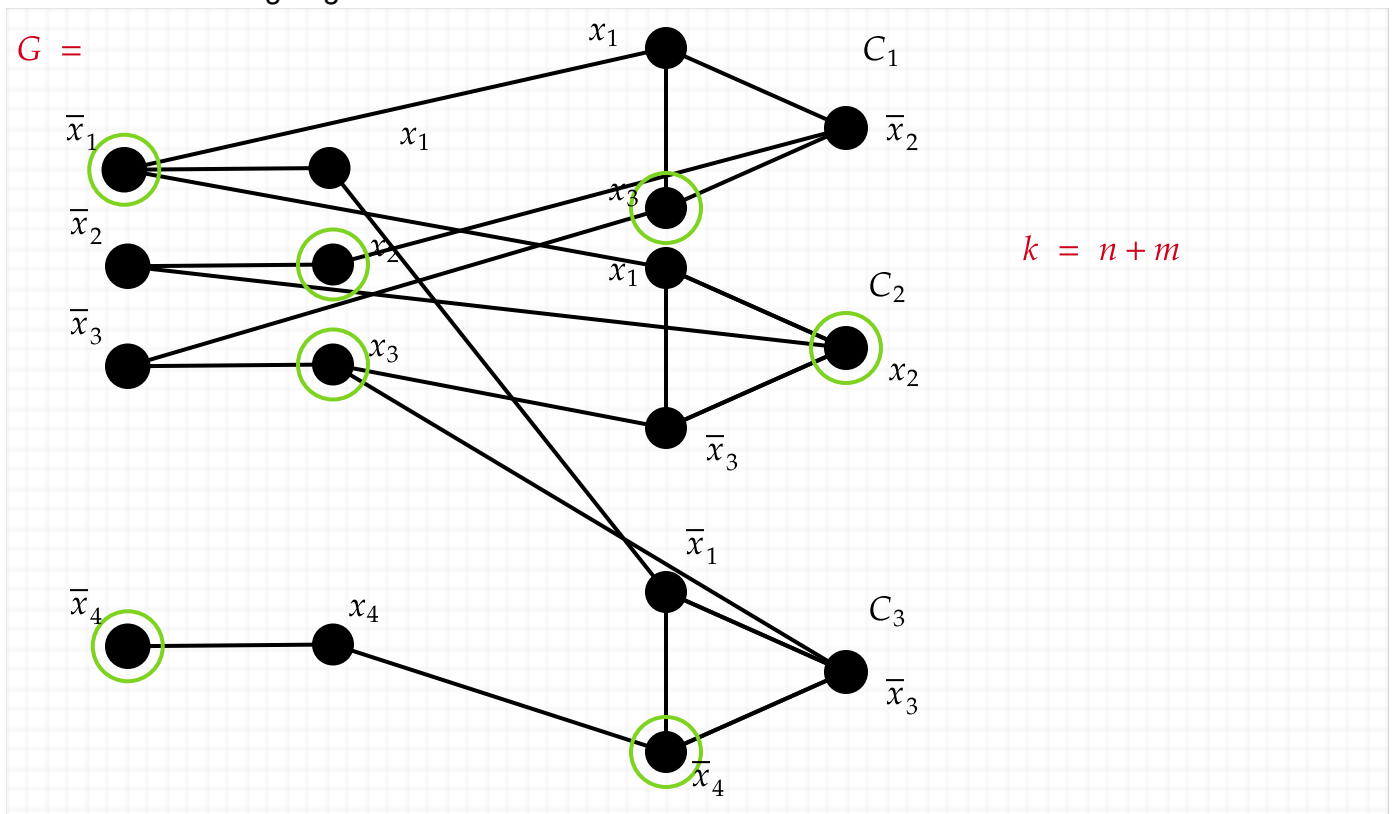 G =
x₁
C₁
x̅₁
x₁
x̅₂
x̅₂
x₂
x₃
k = n + m
x₁
C₂
x̅₃
x₃
x₂
x̅₃
x̅₁
x̅₄
x₄
C₃
x̅₃
x̅₄